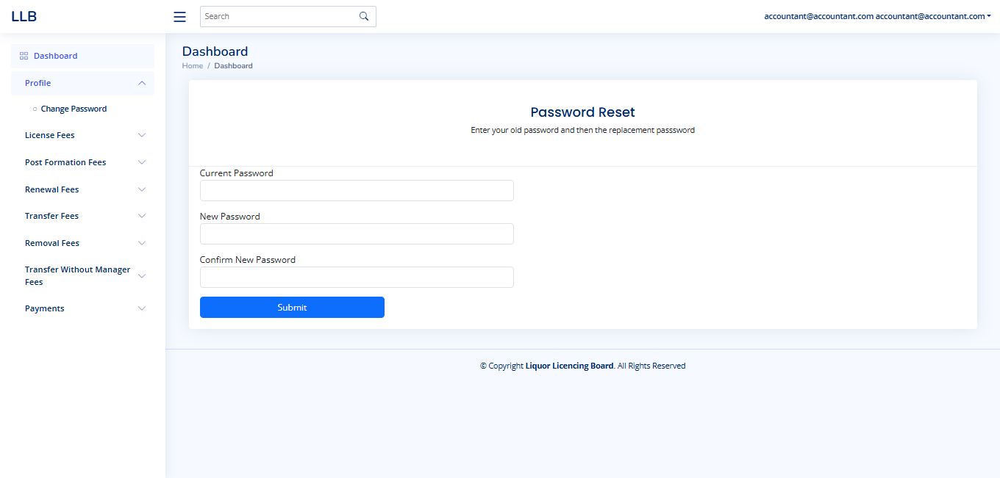 LLB
Search
accountant@accountant.com accountant@accountant.com
Dashboard
Profile
Change Password
License Fees
Post Formation Fees
Renewal Fees
Transfer Fees
Removal Fees
Transfer Without Manager
Fees
Payments
Dashboard
Home / Dashboard
Password Reset
Enter your old password and then the replacement passsword
Current Password
New Password
Confirm New Password
Submit
© Copyright Liquor Licencing Board. All Rights Reserved